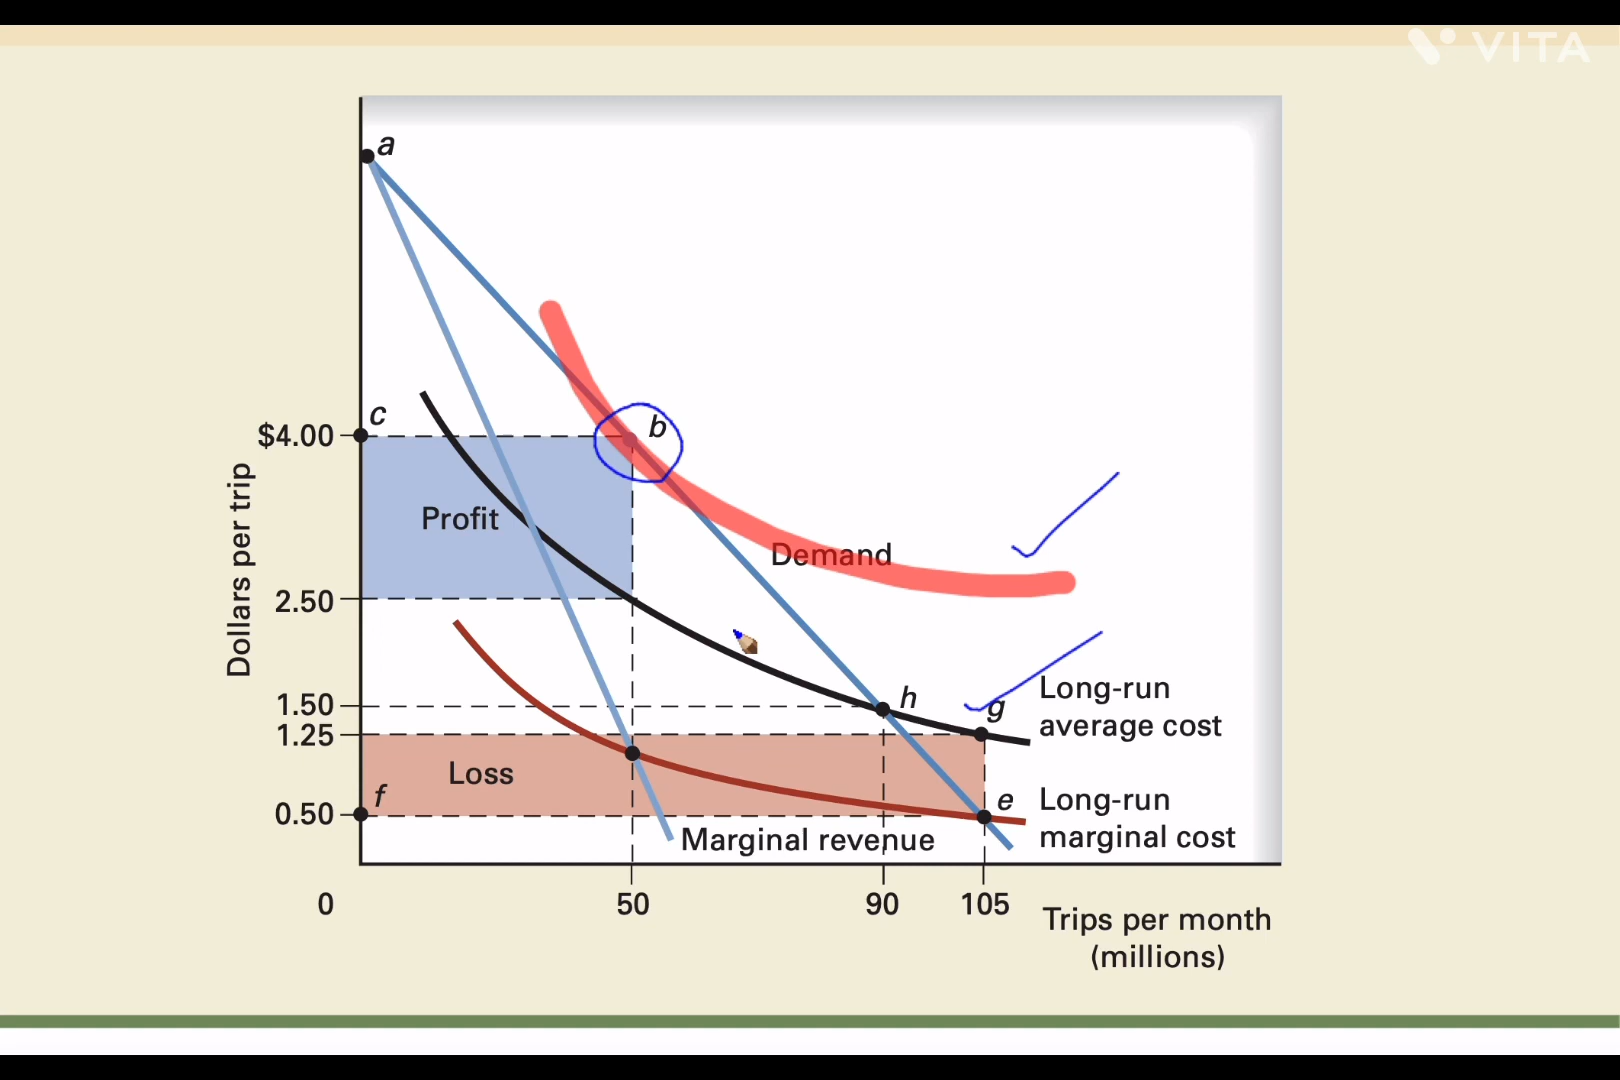 VITA
a
c
$4.00
b
Profit
Demand
Dollars per trip
2.50
h
1.50
g
Long-run
average cost
1.25
Loss
f
0.50
e
Long-run
marginal cost
Marginal revenue
0
50
90
105
Trips per month
(millions)